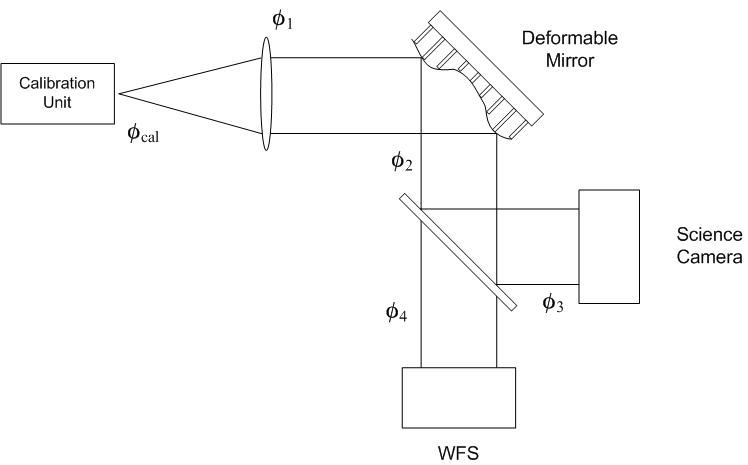 ϕ1
Deformable
Mirror
Calibration
Unit
ϕcal
ϕ2
Science
Camera
ϕ3
ϕ4
WFS